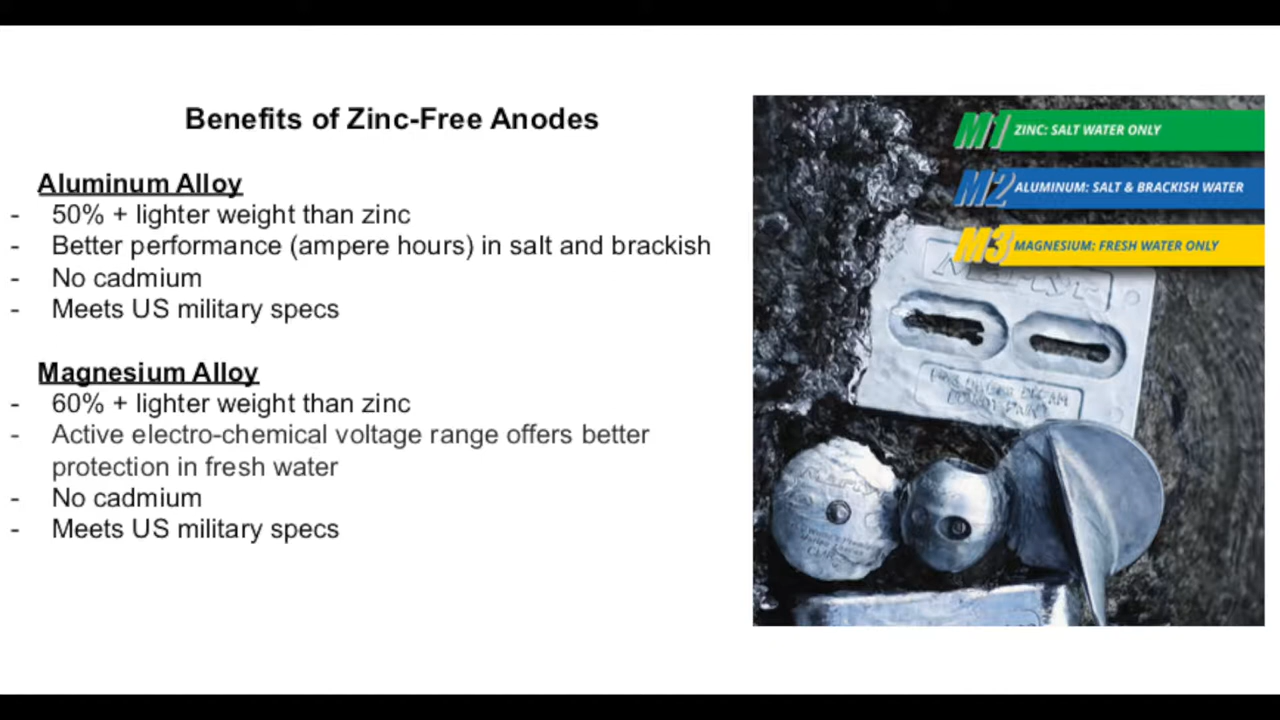 Benefits of Zinc-Free Anodes
Aluminum Alloy
- 50% + lighter weight than zinc
- Better performance (ampere hours) in salt and brackish
- No cadmium
- Meets US military specs
Magnesium Alloy
- 60% + lighter weight than zinc
- Active electro-chemical voltage range offers better
protection in fresh water
- No cadmium
- Meets US military specs
M1 ZINC: SALT WATER ONLY
M2 ALUMINUM: SALT & BRACKISH WATER
M3 MAGNESIUM: FRESH WATER ONLY
Martyr